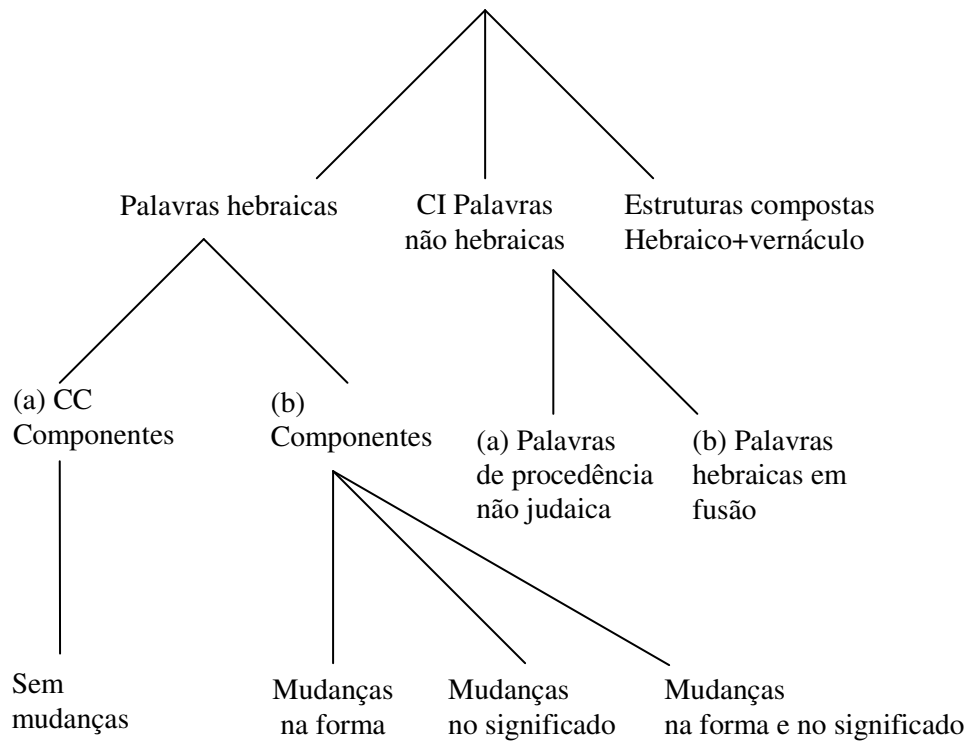 Palavras hebraicas
CI Palavras
não hebraicas
Estruturas compostas
Hebraico+vernáculo
(a) CC
Componentes
(b)
Componentes
(a) Palavras
de procedência
não judaica
(b) Palavras
hebraicas em
fusão
Sem
mudanças
Mudanças
na forma
Mudanças
no significado
Mudanças
na forma e no significado